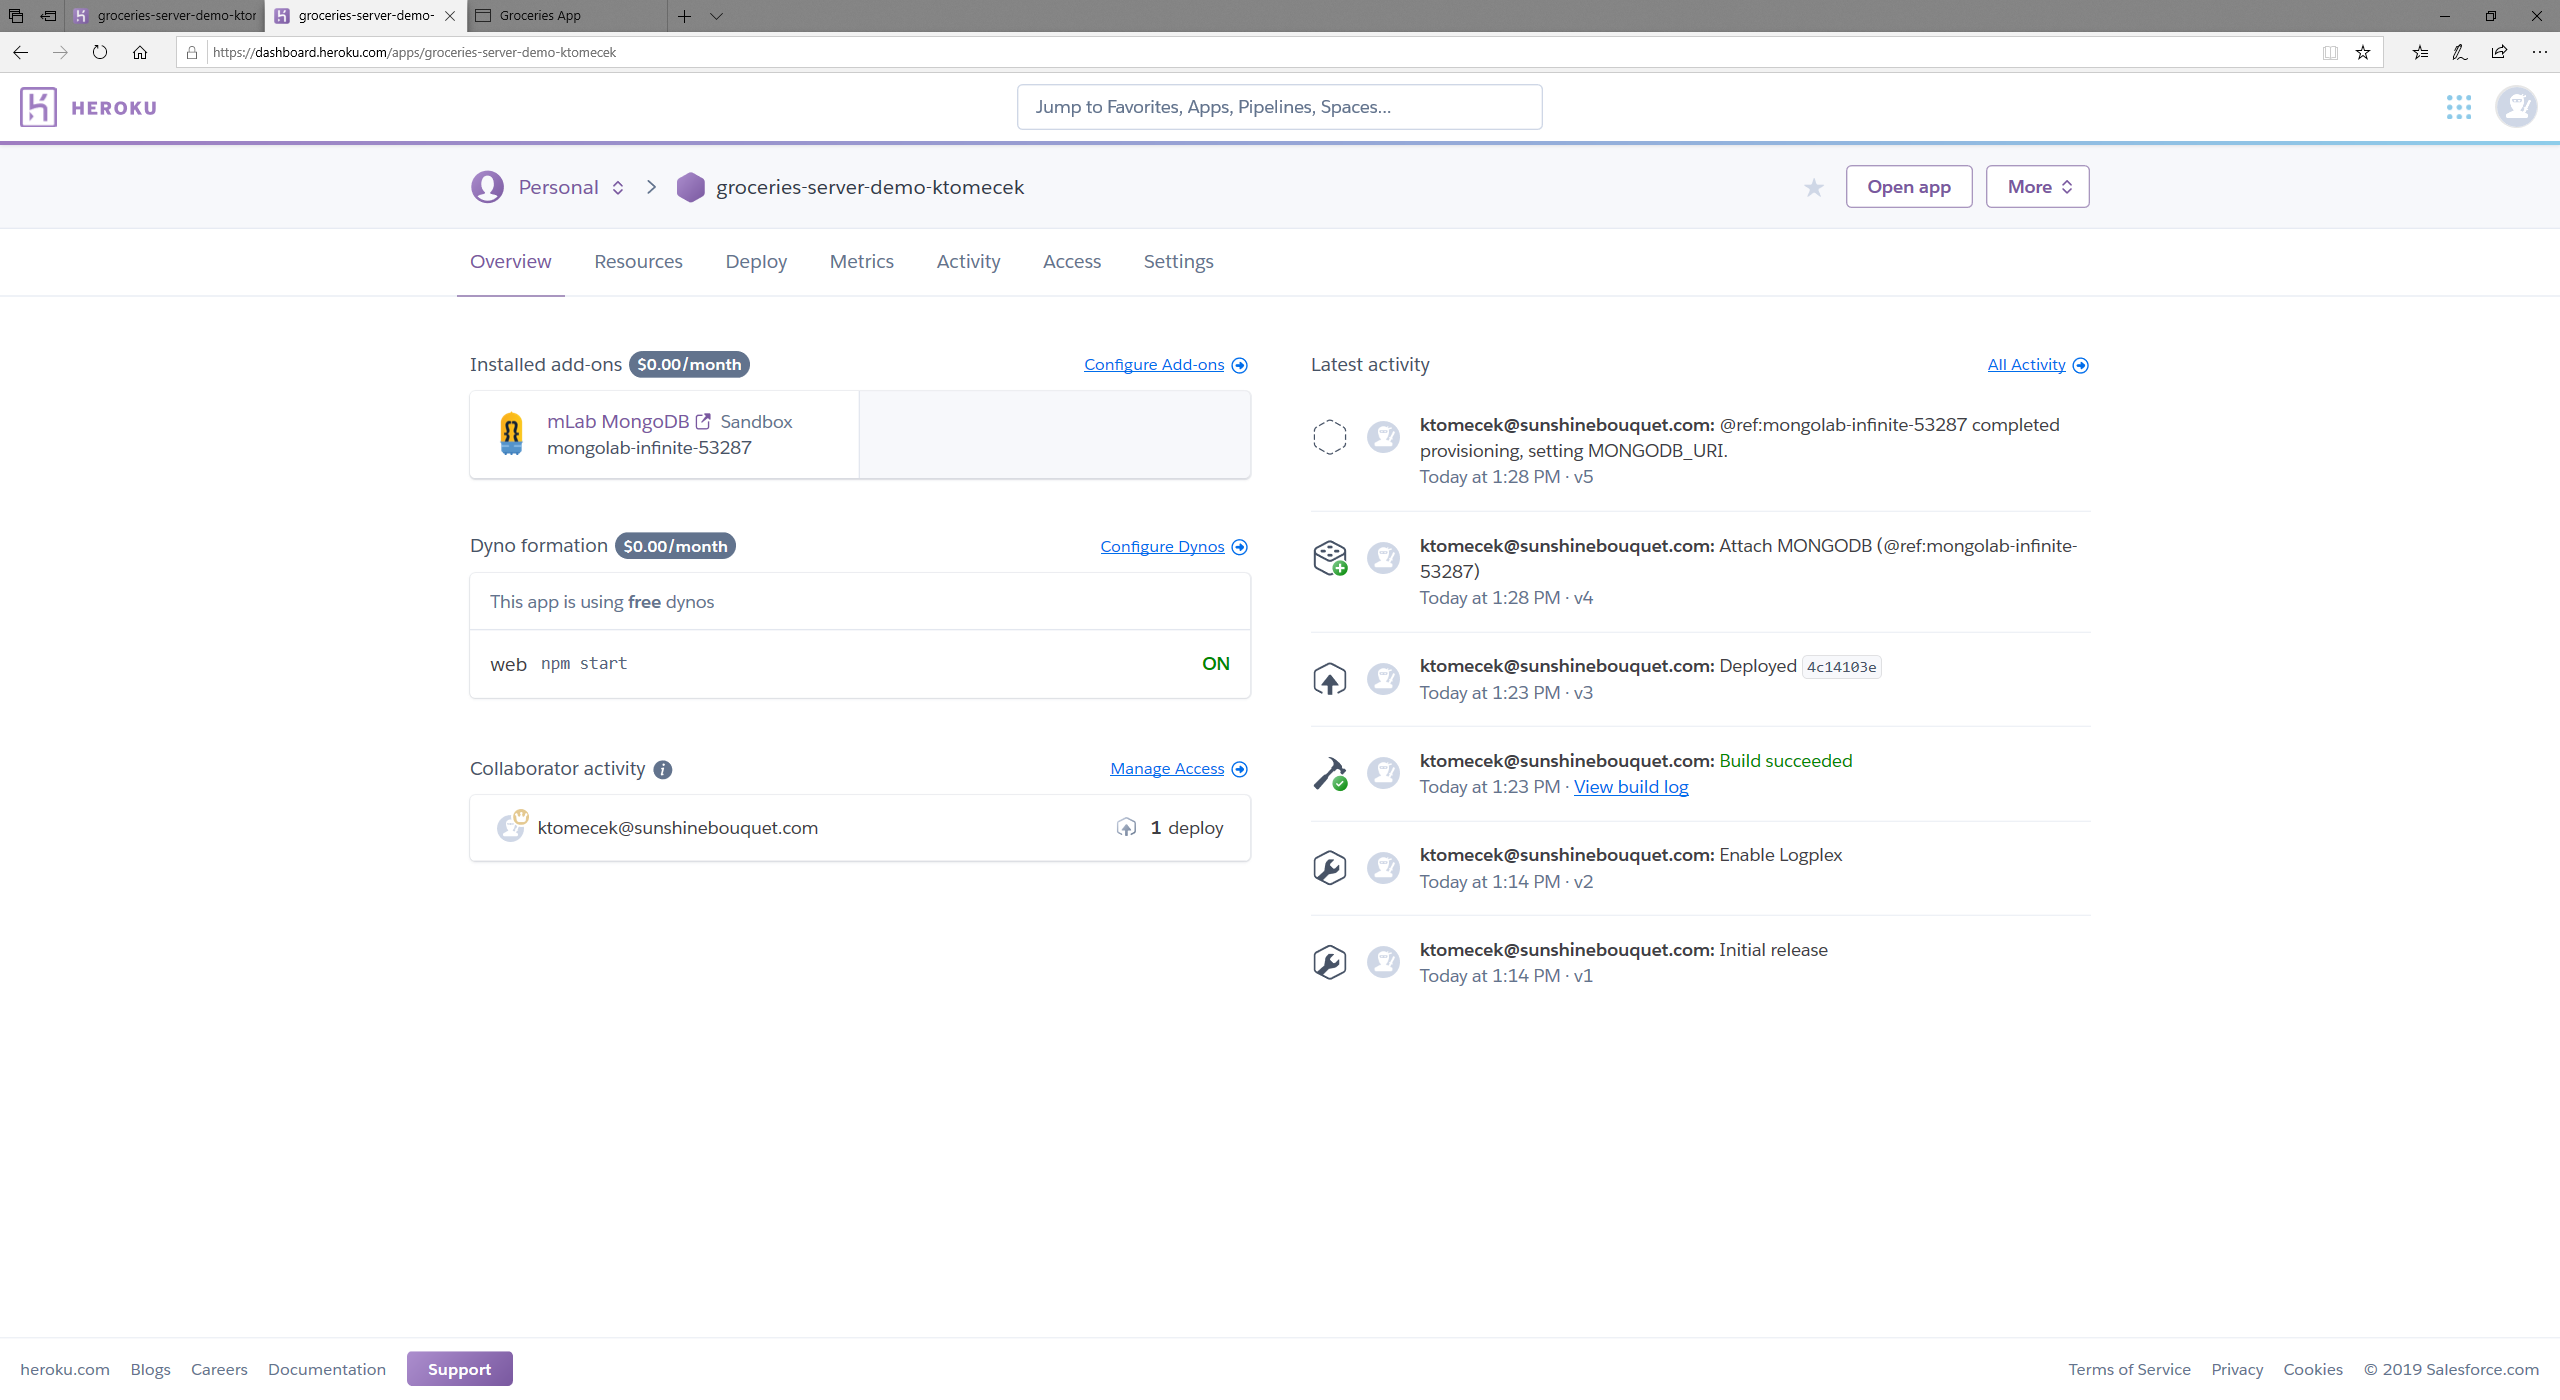 groceries-server-demo-ktor
groceries-server-demo-
Groceries App
https://dashboard.heroku.com/apps/groceries-server-demo-ktomecek
HEROKU
Jump to Favorites, Apps, Pipelines, Spaces...
Personal
groceries-server-demo-ktomecek
Open app
More
Overview
Resources
Deploy
Metrics
Activity
Access
Settings
Installed add-ons $0.00/month
Configure Add-ons
mLab MongoDB Sandbox
mongolab-infinite-53287
Dyno formation $0.00/month
Configure Dynos
This app is using free dynos
web npm start ON
Collaborator activity
Manage Access
ktomecek@sunshinebouquet.com
1 deploy
Latest activity
All Activity
ktomecek@sunshinebouquet.com: @ref:mongolab-infinite-53287 completed
provisioning, setting MONGODB_URI.
Today at 1:28 PM · v5
ktomecek@sunshinebouquet.com: Attach MONGODB (@ref:mongolab-infinite-
53287)
Today at 1:28 PM · v4
ktomecek@sunshinebouquet.com: Deployed 4c14103e
Today at 1:23 PM · v3
ktomecek@sunshinebouquet.com: Build succeeded
Today at 1:23 PM · View build log
ktomecek@sunshinebouquet.com: Enable Logplex
Today at 1:14 PM · v2
ktomecek@sunshinebouquet.com: Initial release
Today at 1:14 PM · v1
heroku.com
Blogs
Careers
Documentation
Support
Terms of Service
Privacy
Cookies
© 2019 Salesforce.com